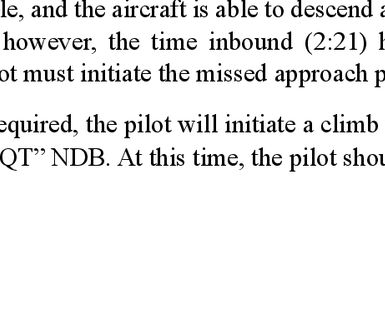 le, and the aircraft is able to descend a
however, the time inbound (2:21) h
ot must initiate the missed approach p
equired, the pilot will initiate a climb
QT” NDB. At this time, the pilot shou